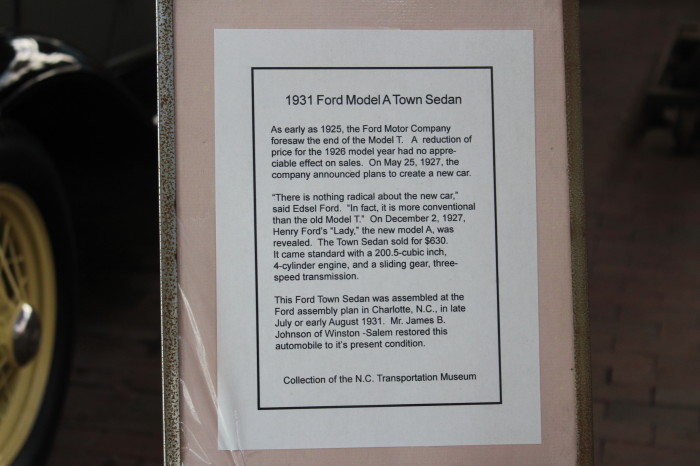 1931 Ford Model A Town Sedan
As early as 1925, the Ford Motor Company
foresaw the end of the Model T. A reduction of
price for the 1926 model year had no appre-
ciable effect on sales. On May 25, 1927, the
company announced plans to create a new car.
"There is nothing radical about the new car,"
said Edsel Ford. "In fact, it is more conventional
than the old Model T." On December 2, 1927,
Henry Ford's "Lady," the new model A, was
revealed. The Town Sedan sold for $630.
It came standard with a 200.5-cubic inch,
4-cylinder engine, and a sliding gear, three-
speed transmission.
This Ford Town Sedan was assembled at the
Ford assembly plan in Charlotte, N.C., in late
July or early August 1931. Mr. James B.
Johnson of Winston -Salem restored this
automobile to it's present condition.
Collection of the N.C. Transportation Museum